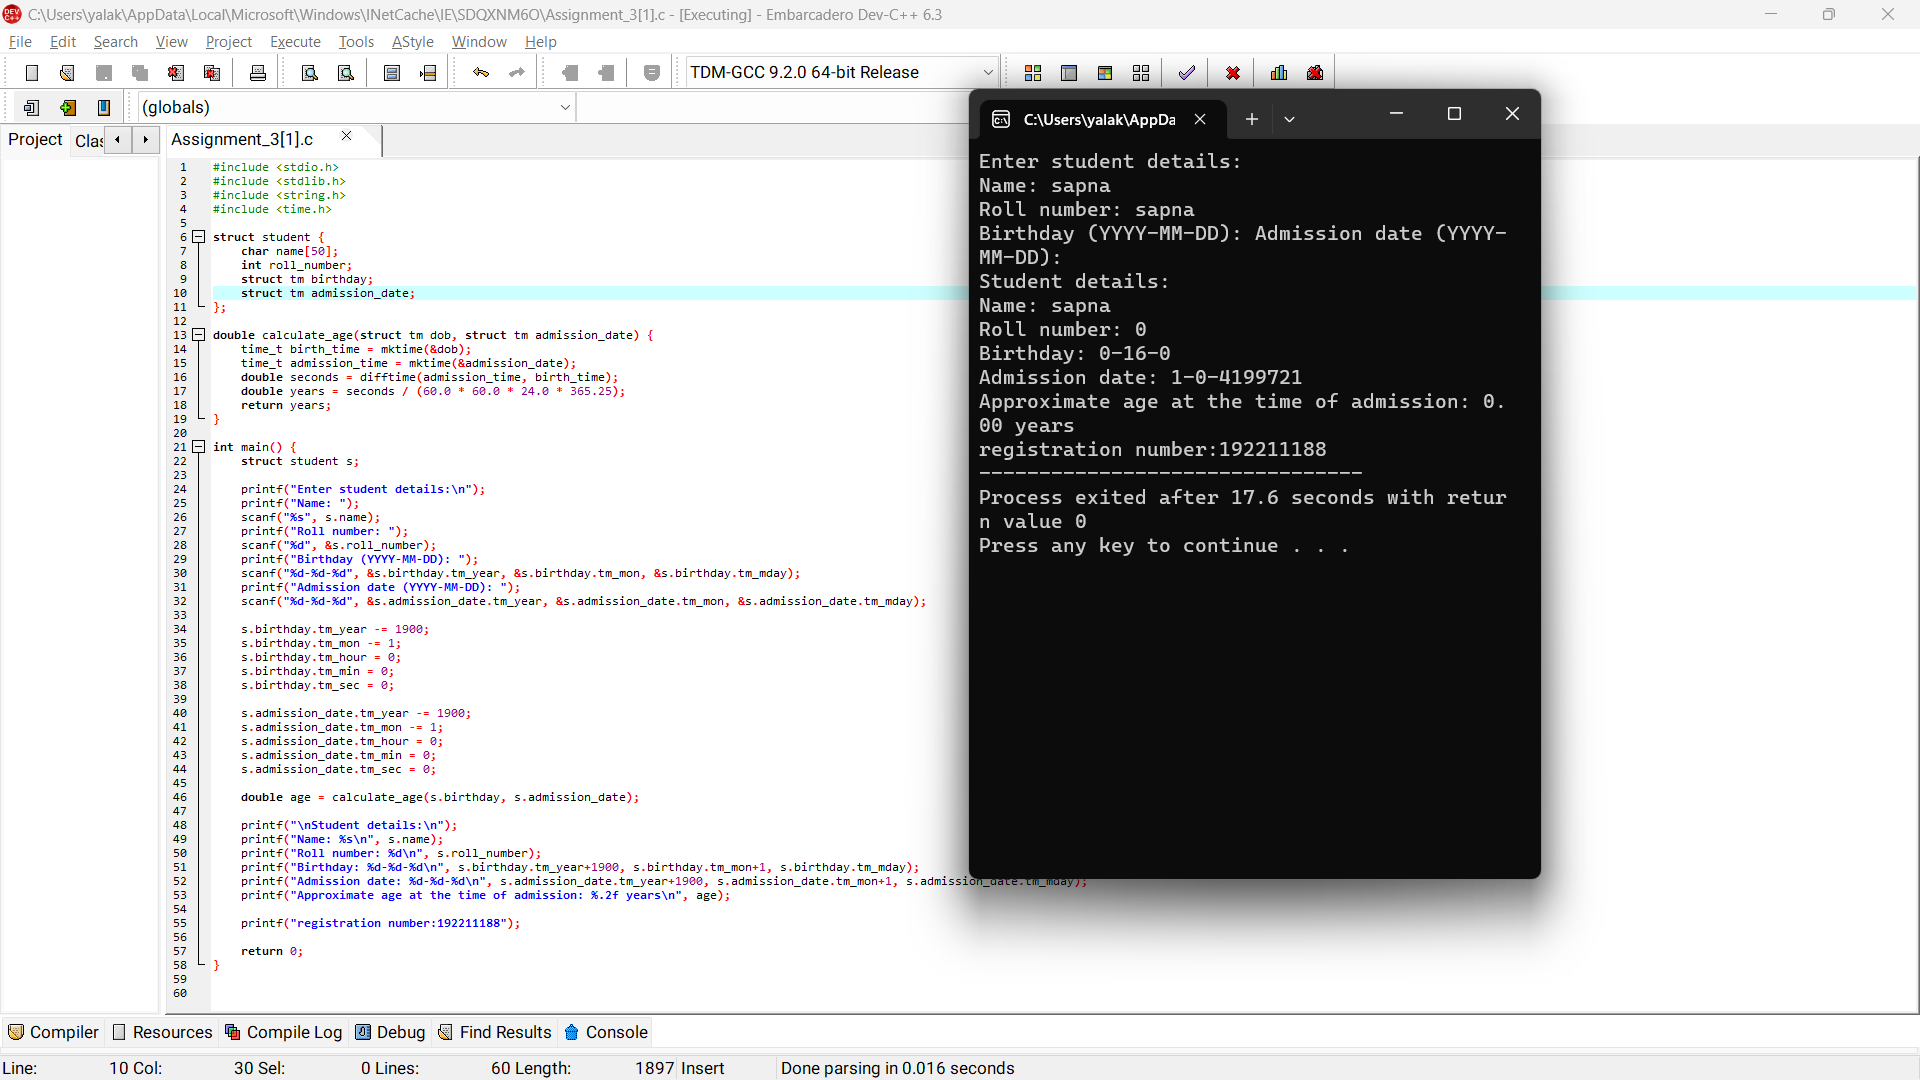 C:\Users\yalak\AppData\Local\Microsoft\Windows\INetCache\IE\SDQXNM6O\Assignment_3[1].c - [Executing] - Embarcadero Dev-C++ 6.3
File Edit Search View Project Execute Tools AStyle Window Help
TDM-GCC 9.2.0 64-bit Release
(globals)
Project Clas
Assignment_3[1].c
1 #include <stdio.h>
2 #include <stdlib.h>
3 #include <string.h>
4 #include <time.h>
5
6 struct student {
7 char name[50];
8 int roll_number;
9 struct tm birthday;
10 struct tm admission_date;
11 };
12
13 double calculate_age(struct tm dob, struct tm admission_date) {
14 time_t birth_time = mktime(&dob);
15 time_t admission_time = mktime(&admission_date);
16 double seconds = difftime(admission_time, birth_time);
17 double years = seconds / (60.0 * 60.0 * 24.0 * 365.25);
18 return years;
19 }
20
21 int main() {
22 struct student s;
23
24 printf("Enter student details:\n");
25 printf("Name: ");
26 scanf("%s", s.name);
27 printf("Roll number: ");
28 scanf("%d", &s.roll_number);
29 printf("Birthday (YYYY-MM-DD): ");
30 scanf("%d-%d-%d", &s.birthday.tm_year, &s.birthday.tm_mon, &s.birthday.tm_mday);
31 printf("Admission date (YYYY-MM-DD): ");
32 scanf("%d-%d-%d", &s.admission_date.tm_year, &s.admission_date.tm_mon, &s.admission_date.tm_mday);
33
34 s.birthday.tm_year -= 1900;
35 s.birthday.tm_mon -= 1;
36 s.birthday.tm_hour = 0;
37 s.birthday.tm_min = 0;
38 s.birthday.tm_sec = 0;
39
40 s.admission_date.tm_year -= 1900;
41 s.admission_date.tm_mon -= 1;
42 s.admission_date.tm_hour = 0;
43 s.admission_date.tm_min = 0;
44 s.admission_date.tm_sec = 0;
45
46 double age = calculate_age(s.birthday, s.admission_date);
47
48 printf("\nStudent details:\n");
49 printf("Name: %s\n", s.name);
50 printf("Roll number: %d\n", s.roll_number);
51 printf("Birthday: %d-%d-%d\n", s.birthday.tm_year+1900, s.birthday.tm_mon+1, s.birthday.tm_mday);
52 printf("Admission date: %d-%d-%d\n", s.admission_date.tm_year+1900, s.admission_date.tm_mon+1, s.admission_date.tm_mday);
53 printf("Approximate age at the time of admission: %.2f years\n", age);
54
55 printf("registration number:192211188");
56
57 return 0;
58 }
59
60
C:\Users\yalak\AppDa
Enter student details:
Name: sapna
Roll number: sapna
Birthday (YYYY-MM-DD): Admission date (YYYY-
MM-DD):
Student details:
Name: sapna
Roll number: 0
Birthday: 0-16-0
Admission date: 1-0-4199721
Approximate age at the time of admission: 0.
00 years
registration number:192211188
--------------------------------
Process exited after 17.6 seconds with retur
n value 0
Press any key to continue . . .
Compiler Resources Compile Log Debug Find Results Console
Line: 10 Col: 30 Sel: 0 Lines: 60 Length: 1897 Insert Done parsing in 0.016 seconds